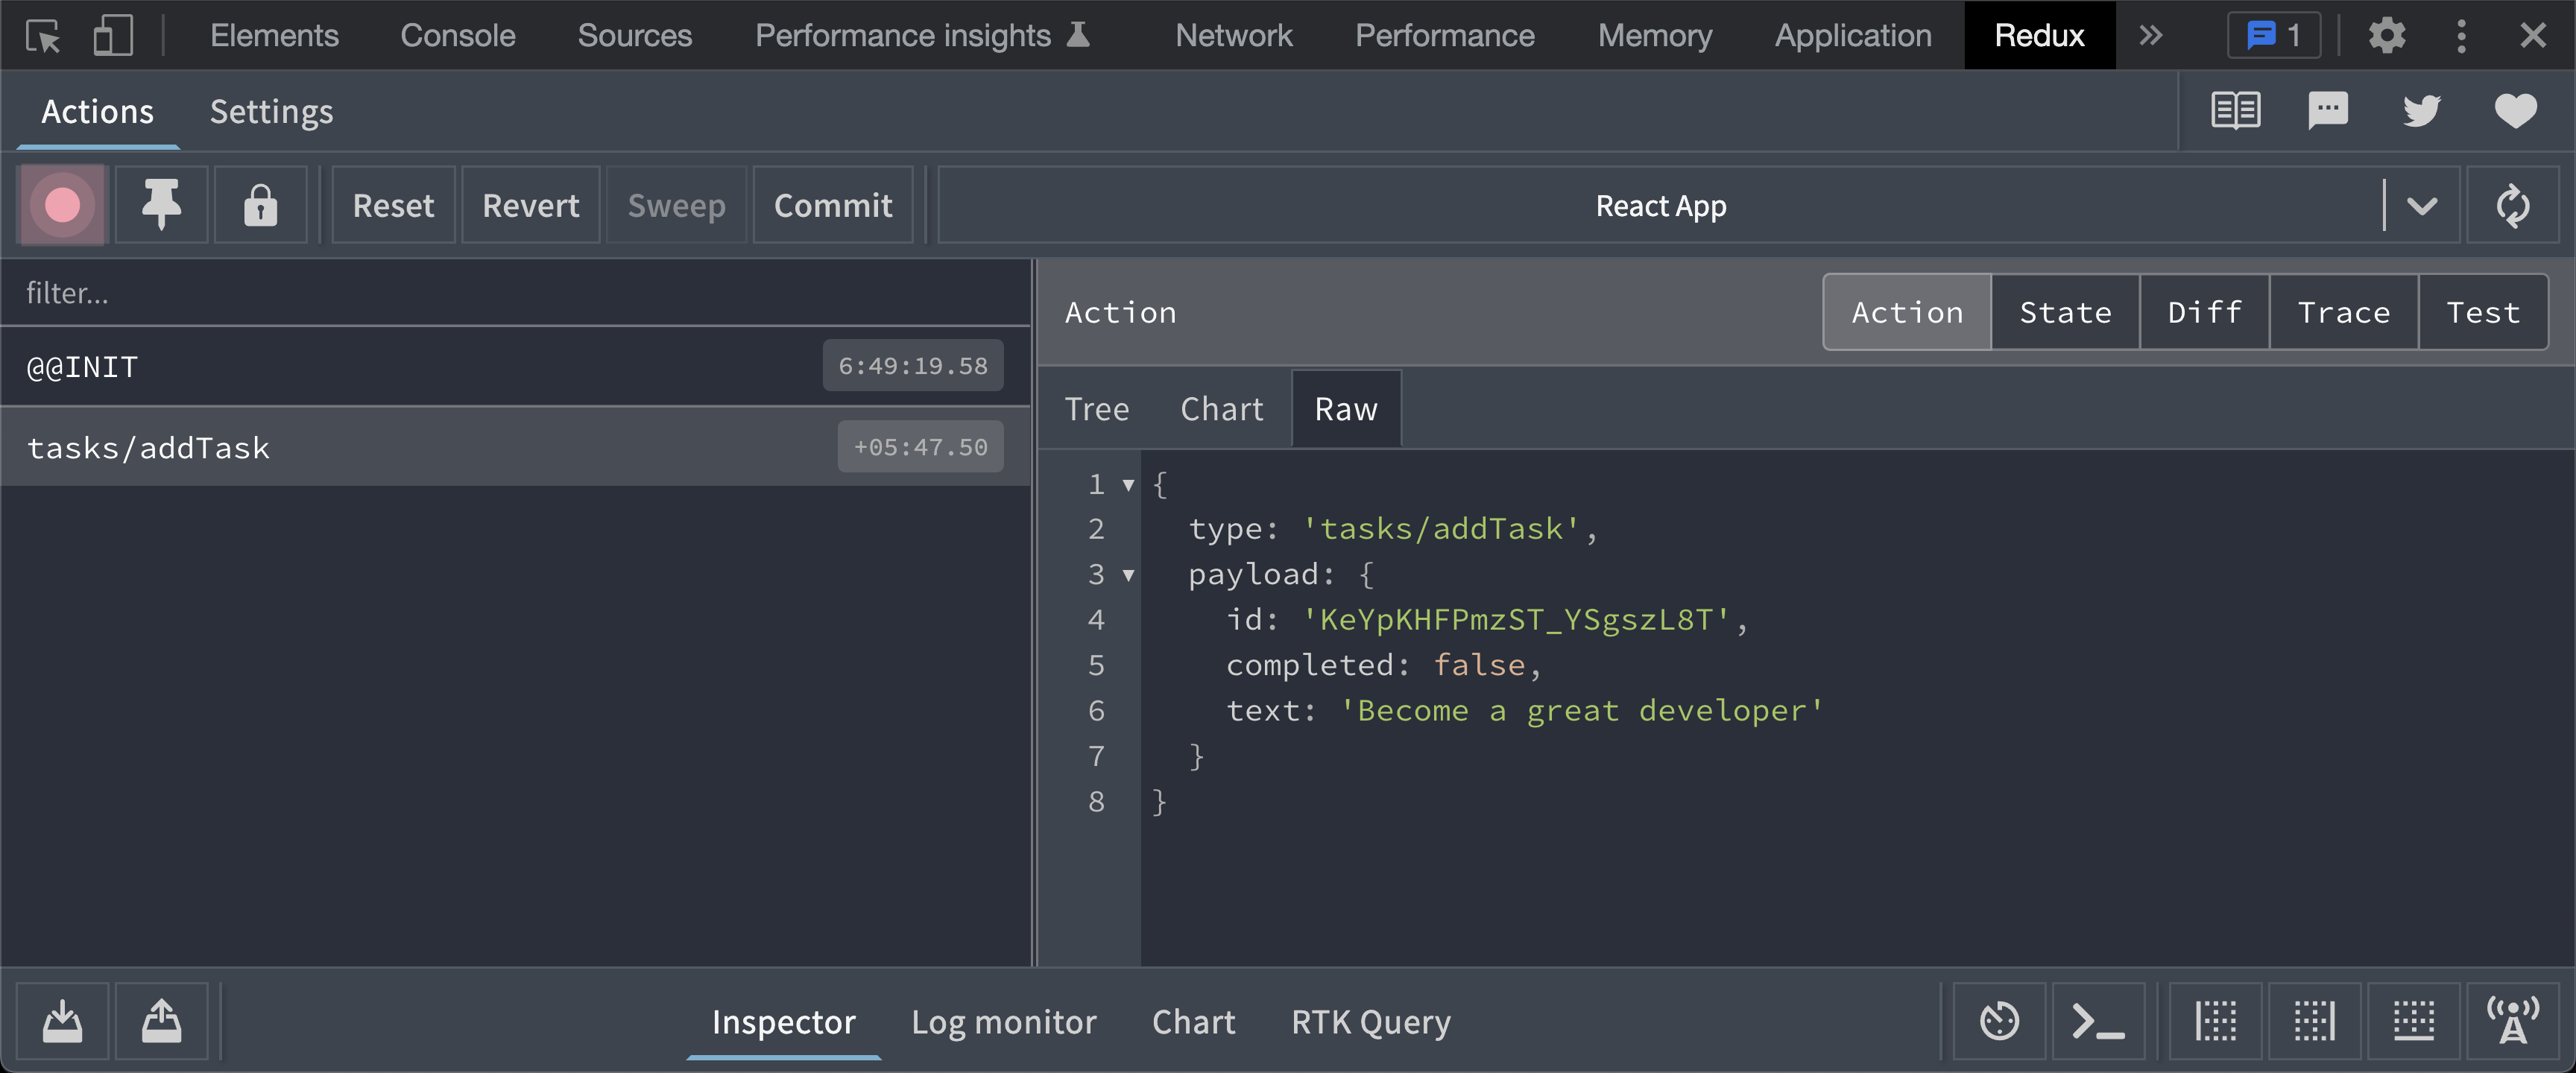 Elements Console Sources Performance insights Network Performance Memory Application Redux 1
Actions Settings
Reset Revert Sweep Commit React App
filter...
@@INIT 6:49:19.58
tasks/addTask +05:47.50
Action Action State Diff Trace Test
Tree Chart Raw
1 {
2 type: 'tasks/addTask',
3 payload: {
4 id: 'KeYpKHFPmzST_YSgszL8T',
5 completed: false,
6 text: 'Become a great developer'
7 }
8 }
Inspector Log monitor Chart RTK Query